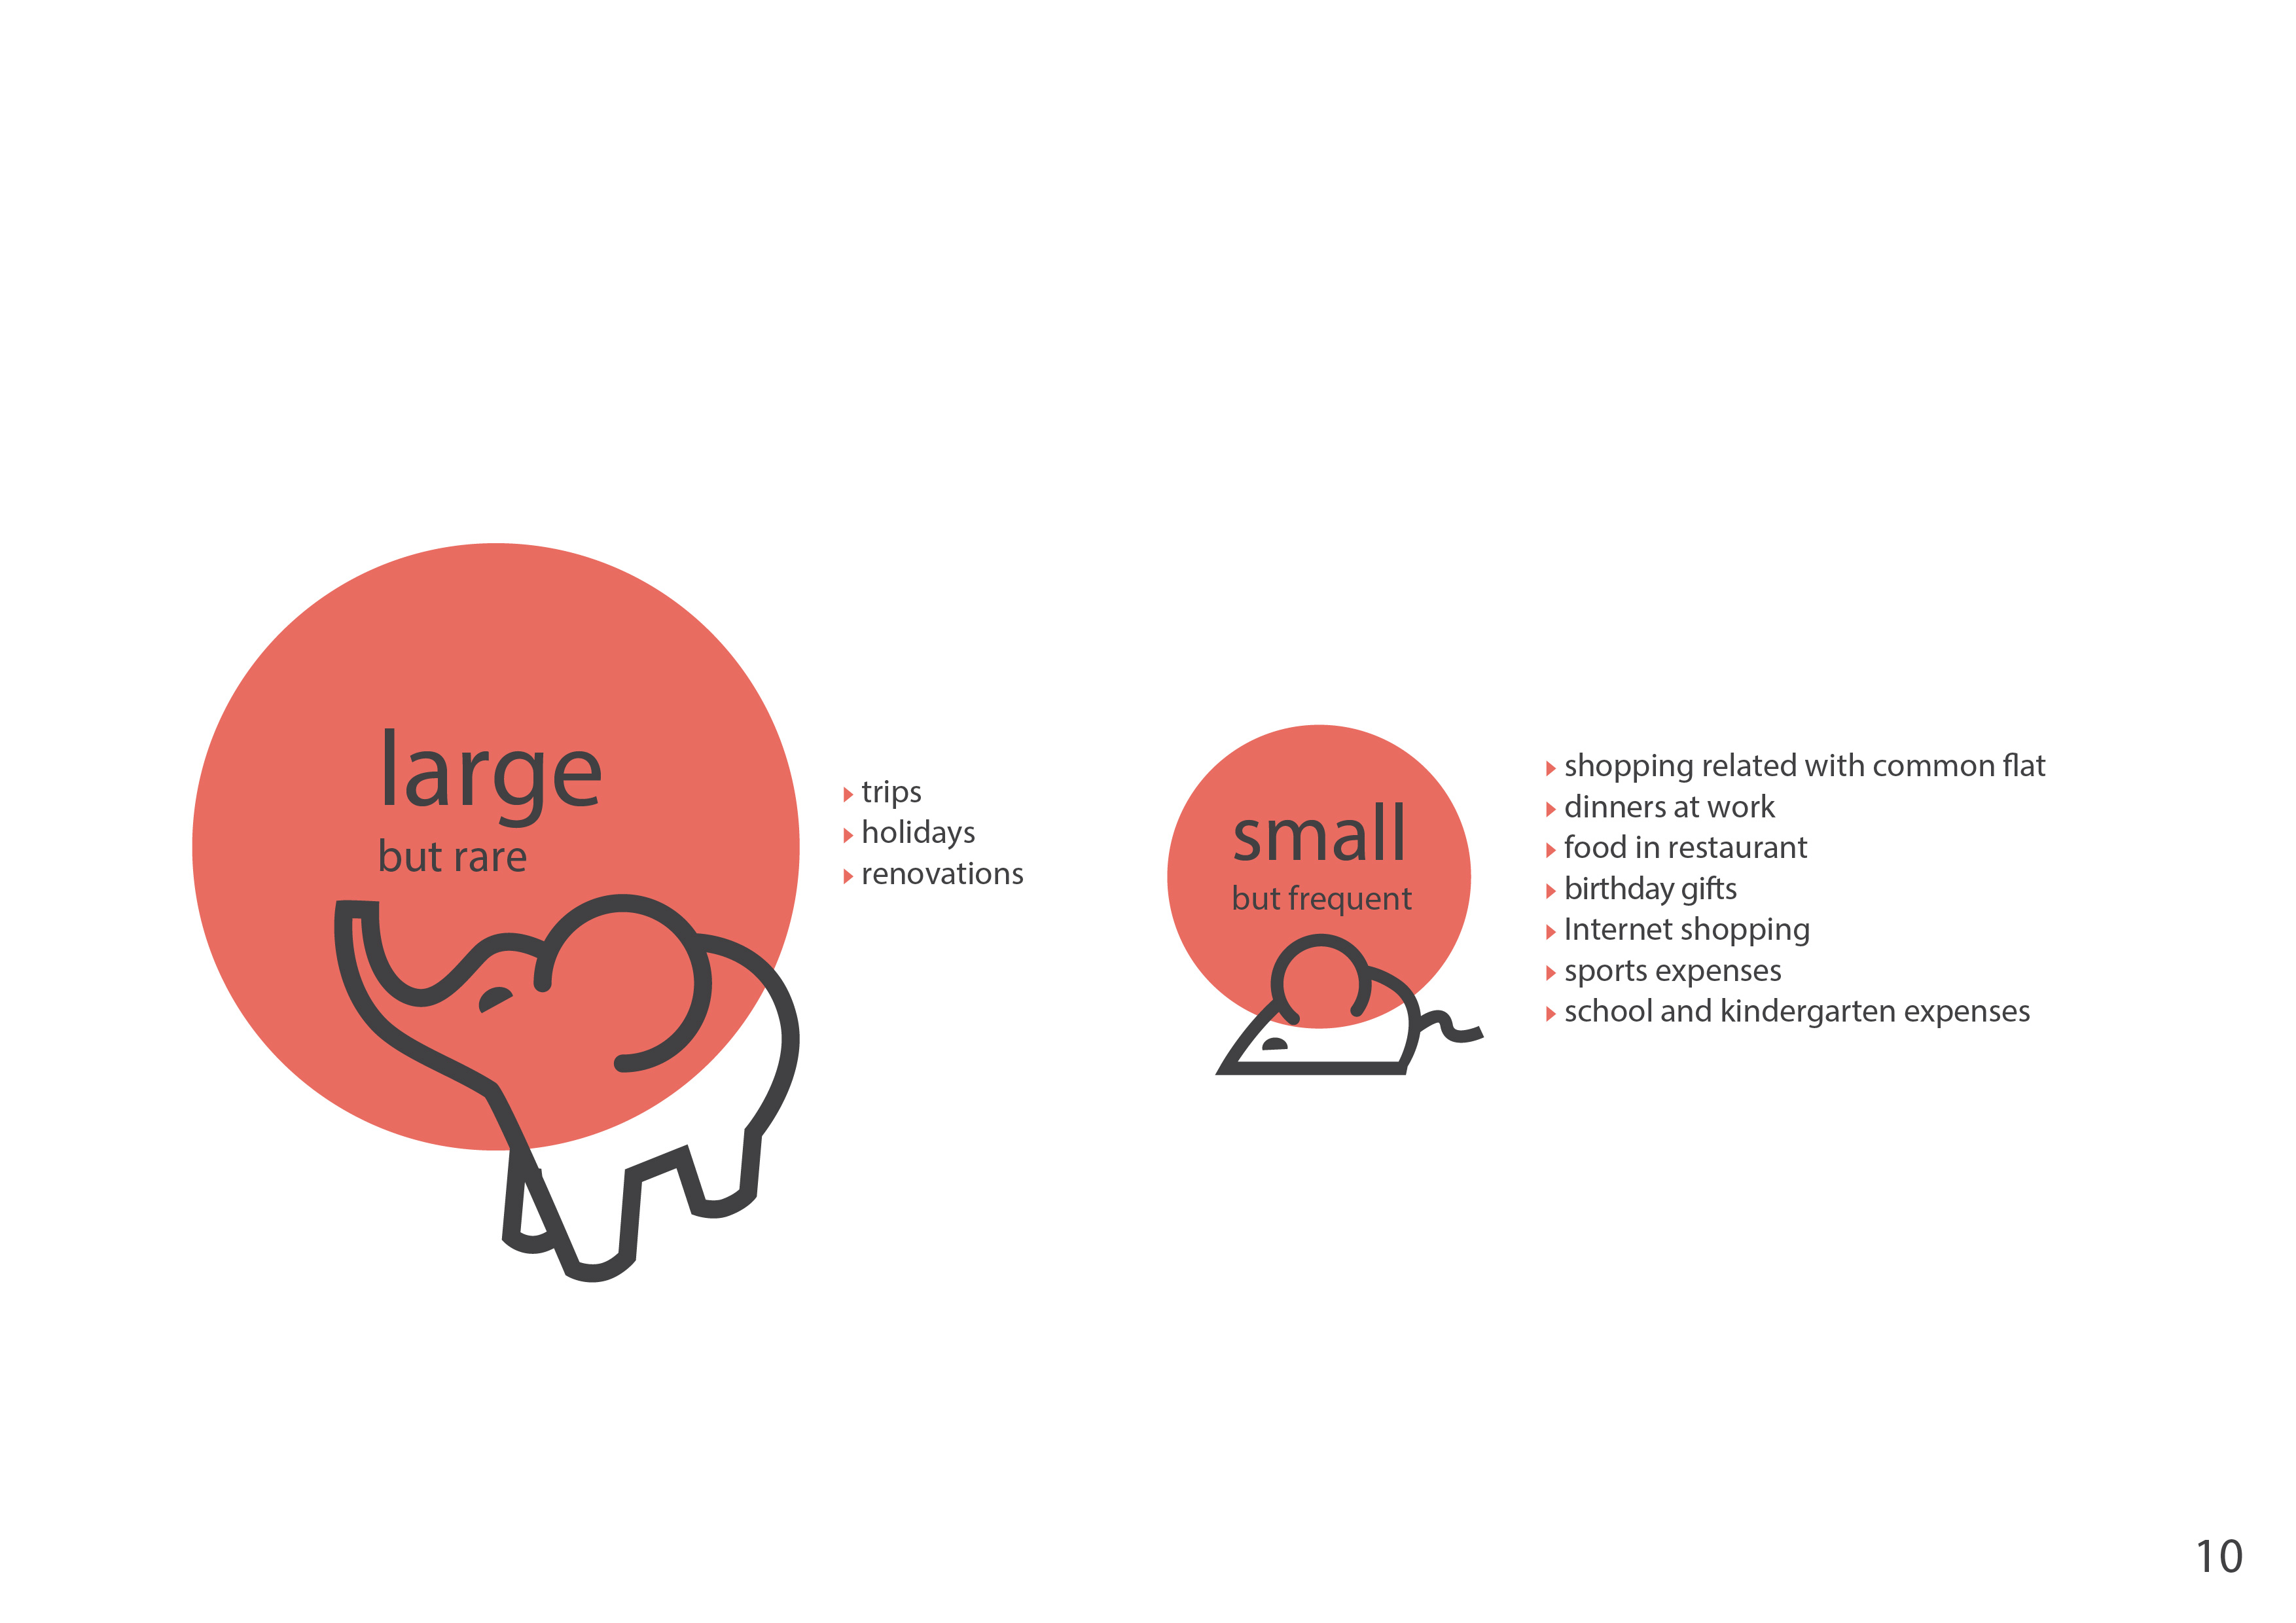 large
but rare
trips
holidays
renovations
small
but frequent
shopping related with common flat
dinners at work
food in restaurant
birthday gifts
Internet shopping
sports expenses
school and kindergarten expenses
10